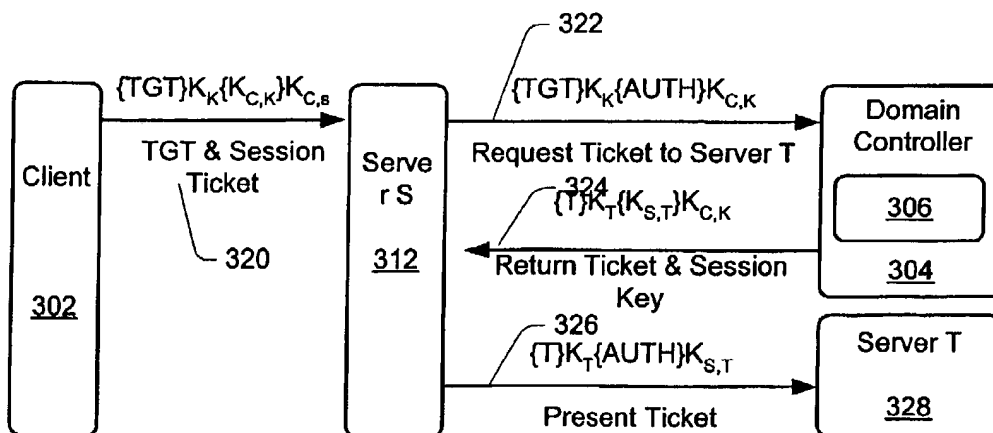 322
{TGT}K_K{K_C,K}K_C,s
{TGT}K_K{AUTH}K_C,K
Domain
Controller
Client
TGT & Session
Ticket
Serve
r S
Request Ticket to Server T
324
{T}K_T{K_S,T}K_C,K
306
320
312
Return Ticket & Session
Key
304
302
326
{T}K_T{AUTH}K_S,T
Server T
Present Ticket
328